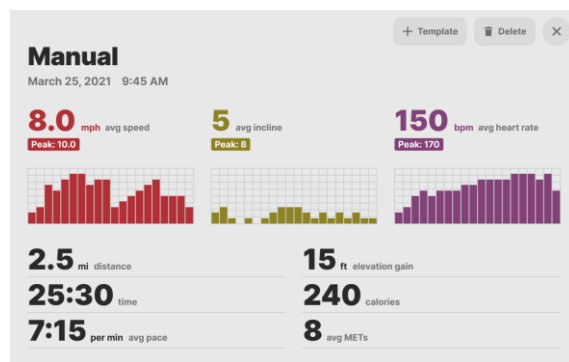 + Template
Delete
Manual
March 25, 2021 9:45 AM
8.0 mph avg speed
Peak: 10.0
5 avg incline
Peak: 8
150 bpm avg heart rate
Peak: 170
2.5 mi distance
15 ft elevation gain
25:30 time
240 calories
7:15 per min avg pace
8 avg METs